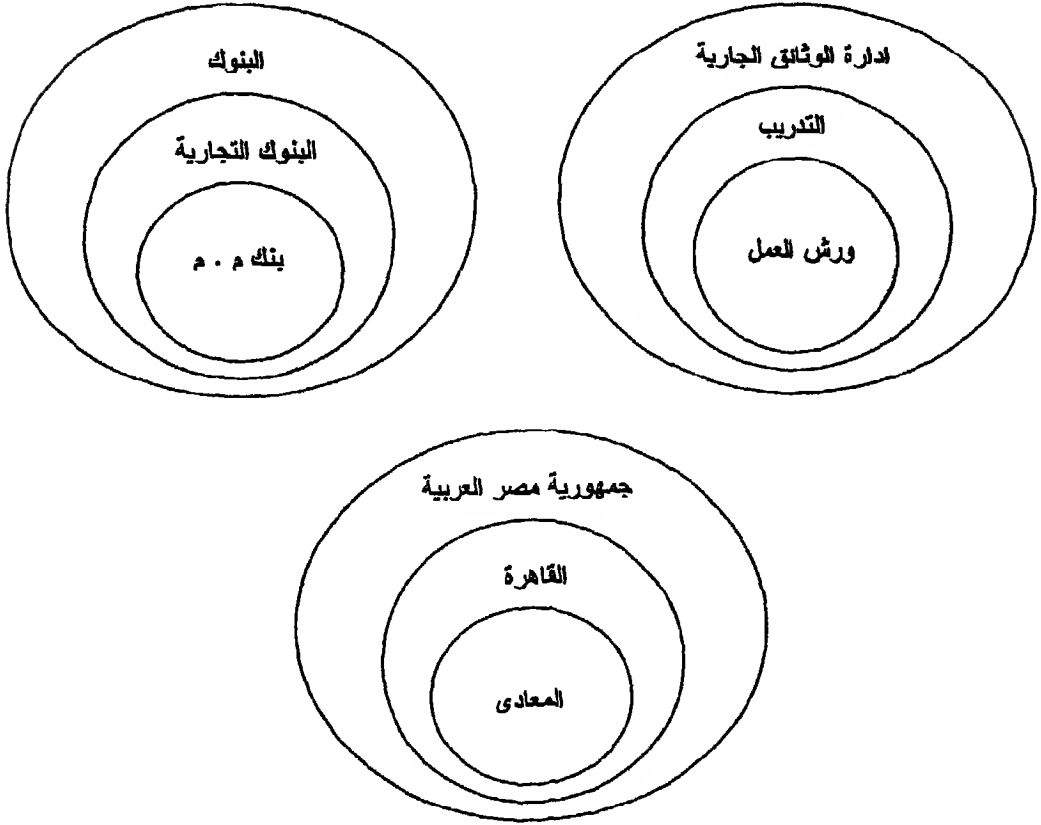 ادارة الوثائق الجارية
التدريب
ورش العمل
البنوك
البنوك التجارية
بنك م . م
جمهورية مصر العربية
القاهرة
المعادى